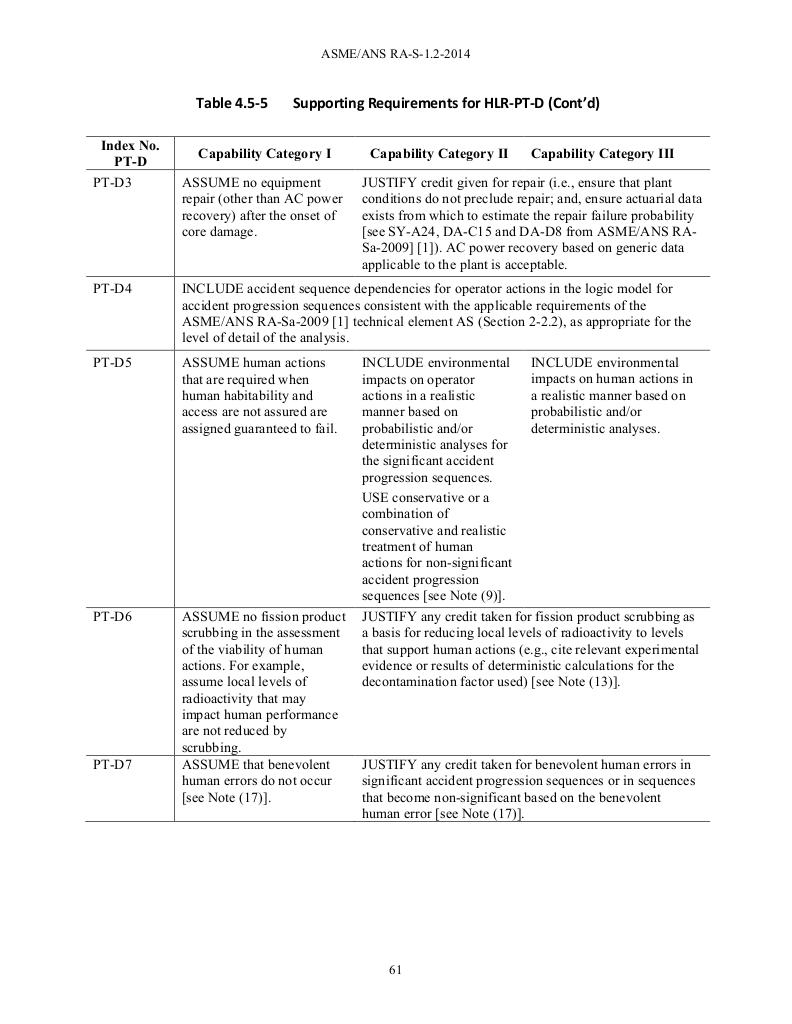 ASME/ANS RA-S-1.2-2014
Table 4.5-5 Supporting Requirements for HLR-PT-D (Cont’d)
Index No.
PT-D
Capability Category I
Capability Category II
Capability Category III
PT-D3
ASSUME no equipment
repair (other than AC power
recovery) after the onset of
core damage.
JUSTIFY credit given for repair (i.e., ensure that plant
conditions do not preclude repair; and, ensure actuarial data
exists from which to estimate the repair failure probability
[see SY-A24, DA-C15 and DA-D8 from ASME/ANS RA-
Sa-2009] [1]). AC power recovery based on generic data
applicable to the plant is acceptable.
PT-D4
INCLUDE accident sequence dependencies for operator actions in the logic model for
accident progression sequences consistent with the applicable requirements of the
ASME/ANS RA-Sa-2009 [1] technical element AS (Section 2-2.2), as appropriate for the
level of detail of the analysis.
PT-D5
ASSUME human actions
that are required when
human habitability and
access are not assured are
assigned guaranteed to fail.
INCLUDE environmental
impacts on operator
actions in a realistic
manner based on
probabilistic and/or
deterministic analyses for
the significant accident
progression sequences.
USE conservative or a
combination of
conservative and realistic
treatment of human
actions for non-significant
accident progression
sequences [see Note (9)].
INCLUDE environmental
impacts on human actions in
a realistic manner based on
probabilistic and/or
deterministic analyses.
PT-D6
ASSUME no fission product
scrubbing in the assessment
of the viability of human
actions. For example,
assume local levels of
radioactivity that may
impact human performance
are not reduced by
scrubbing.
JUSTIFY any credit taken for fission product scrubbing as
a basis for reducing local levels of radioactivity to levels
that support human actions (e.g., cite relevant experimental
evidence or results of deterministic calculations for the
decontamination factor used) [see Note (13)].
PT-D7
ASSUME that benevolent
human errors do not occur
[see Note (17)].
JUSTIFY any credit taken for benevolent human errors in
significant accident progression sequences or in sequences
that become non-significant based on the benevolent
human error [see Note (17)].
61